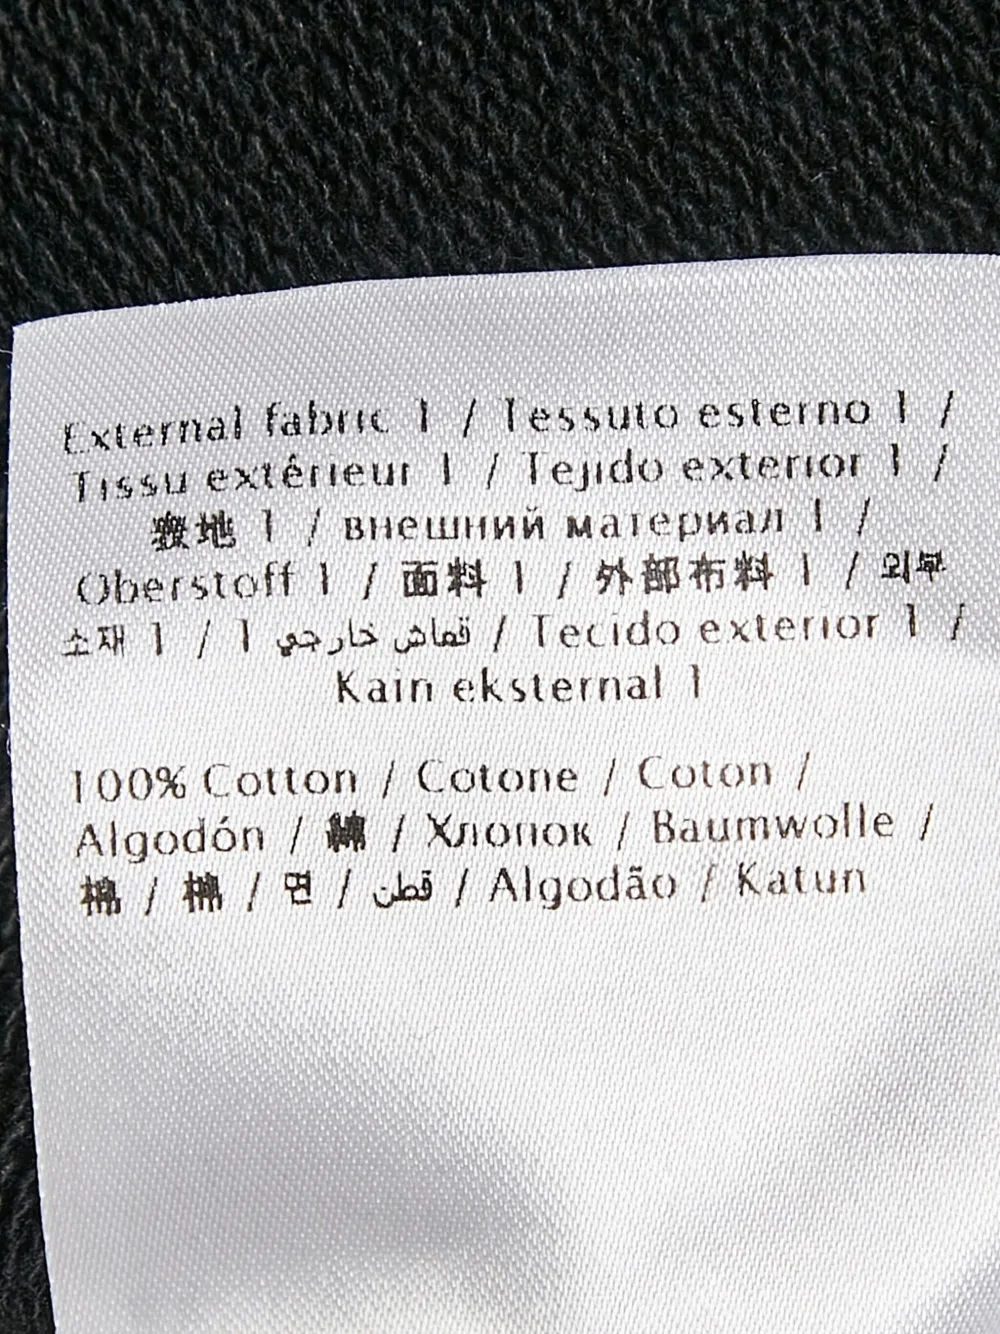 External fabric 1 / Tessuto esterno 1 /
Tissu extérieur 1 / Tejido exterior 1 /
表地 1 / внешний материал 1 /
Oberstoff 1 / 面料 1 / 外部布料 1 / 외부
소재 1 / قماش خارجي 1 / Tecido exterior 1 /
Kain eksternal 1
100% Cotton / Cotone / Coton /
Algodón / 綿 / Хлопок / Baumwolle /
棉 / 棉 / 면 / قطن / Algodão / Katun